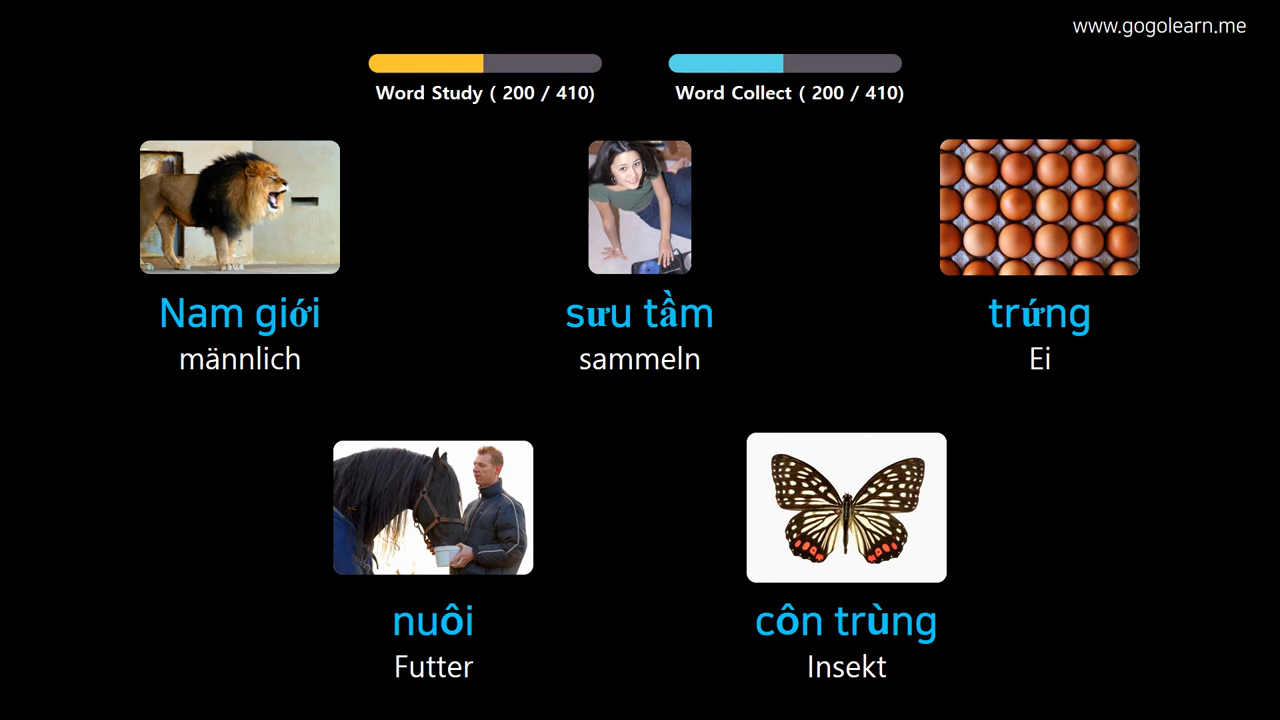 www.gogolearn.me
Word Study ( 200 / 410)
Word Collect ( 200 / 410)
Nam giới
männlich
sưu tầm
sammeln
trứng
Ei
nuôi
Futter
côn trùng
Insekt